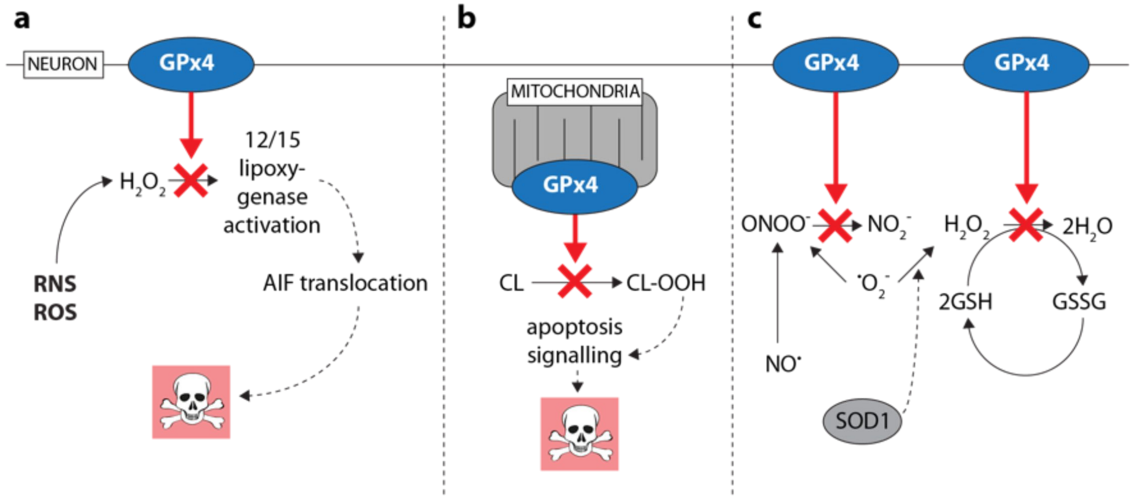 a
NEURON
GPx4
H₂O₂
12/15
lipoxy-
genase
activation
RNS
ROS
AIF translocation
b
MITOCHONDRIA
GPx4
CL
CL-OOH
apoptosis
signalling
c
GPx4
GPx4
ONOO⁻
NO₂⁻
H₂O₂
2H₂O
•O₂⁻
2GSH
GSSG
NO•
SOD1